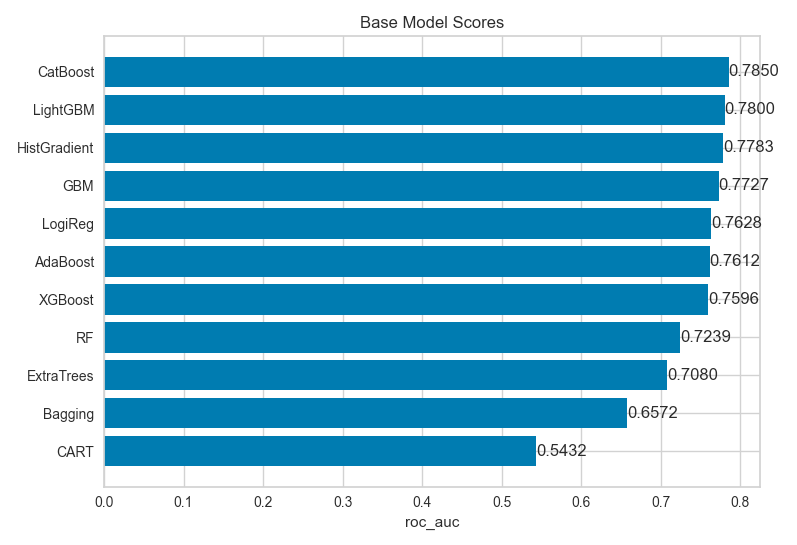 Base Model Scores
CatBoost 0.7850
LightGBM 0.7800
HistGradient 0.7783
GBM 0.7727
LogiReg 0.7628
AdaBoost 0.7612
XGBoost 0.7596
RF 0.7239
ExtraTrees 0.7080
Bagging 0.6572
CART 0.5432
0.0 0.1 0.2 0.3 0.4 0.5 0.6 0.7 0.8
roc_auc